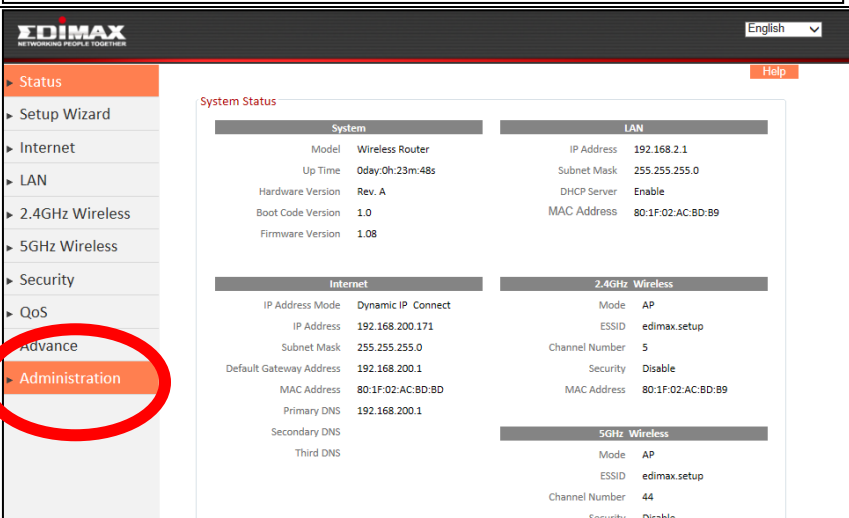 EDIMAX
NETWORKING PEOPLE TOGETHER
English
Help
Status
Setup Wizard
Internet
LAN
2.4GHz Wireless
5GHz Wireless
Security
QoS
Advance
Administration
System Status
System
Model Wireless Router
Up Time 0day:0h:23m:48s
Hardware Version Rev. A
Boot Code Version 1.0
Firmware Version 1.08
LAN
IP Address 192.168.2.1
Subnet Mask 255.255.255.0
DHCP Server Enable
MAC Address 80:1F:02:AC:BD:B9
Internet
IP Address Mode Dynamic IP Connect
IP Address 192.168.200.171
Subnet Mask 255.255.255.0
Default Gateway Address 192.168.200.1
MAC Address 80:1F:02:AC:BD:BD
Primary DNS 192.168.200.1
Secondary DNS
Third DNS
2.4GHz Wireless
Mode AP
ESSID edimax.setup
Channel Number 5
Security Disable
MAC Address 80:1F:02:AC:BD:B9
5GHz Wireless
Mode AP
ESSID edimax.setup
Channel Number 44
Security Disable